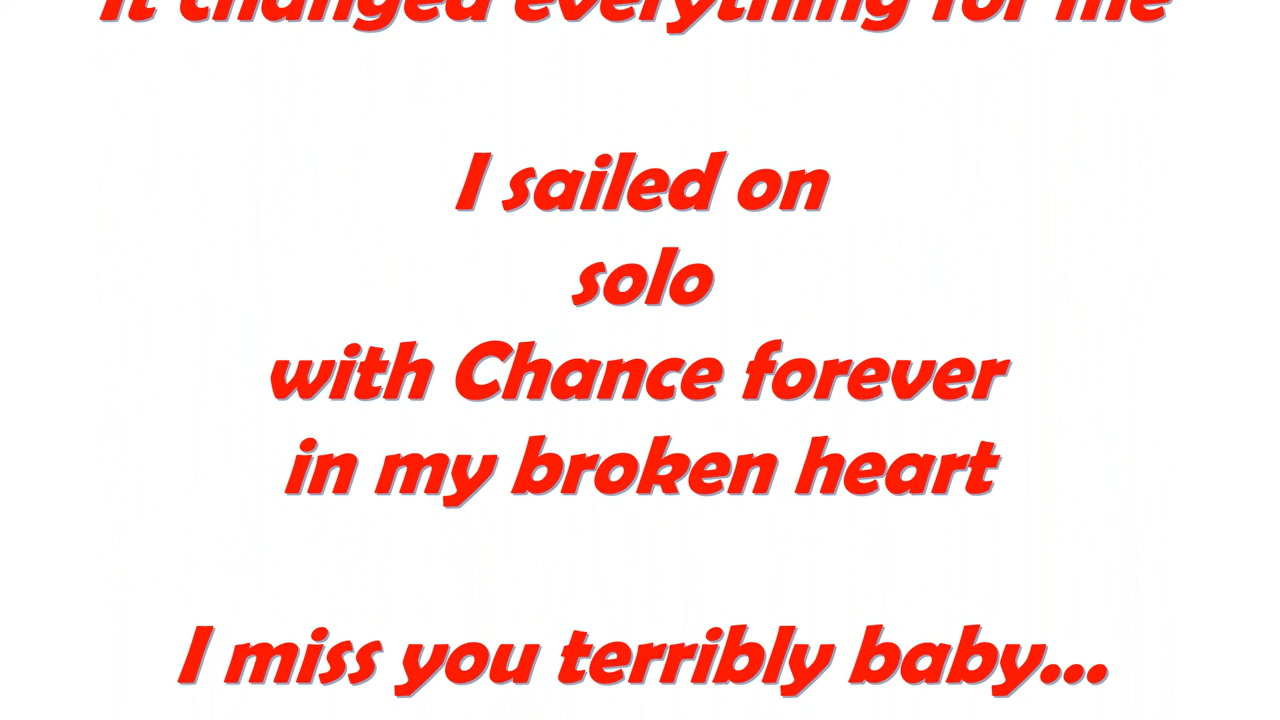 It changed everything for me
I sailed on
solo
with Chance forever
in my broken heart
I miss you terribly baby...